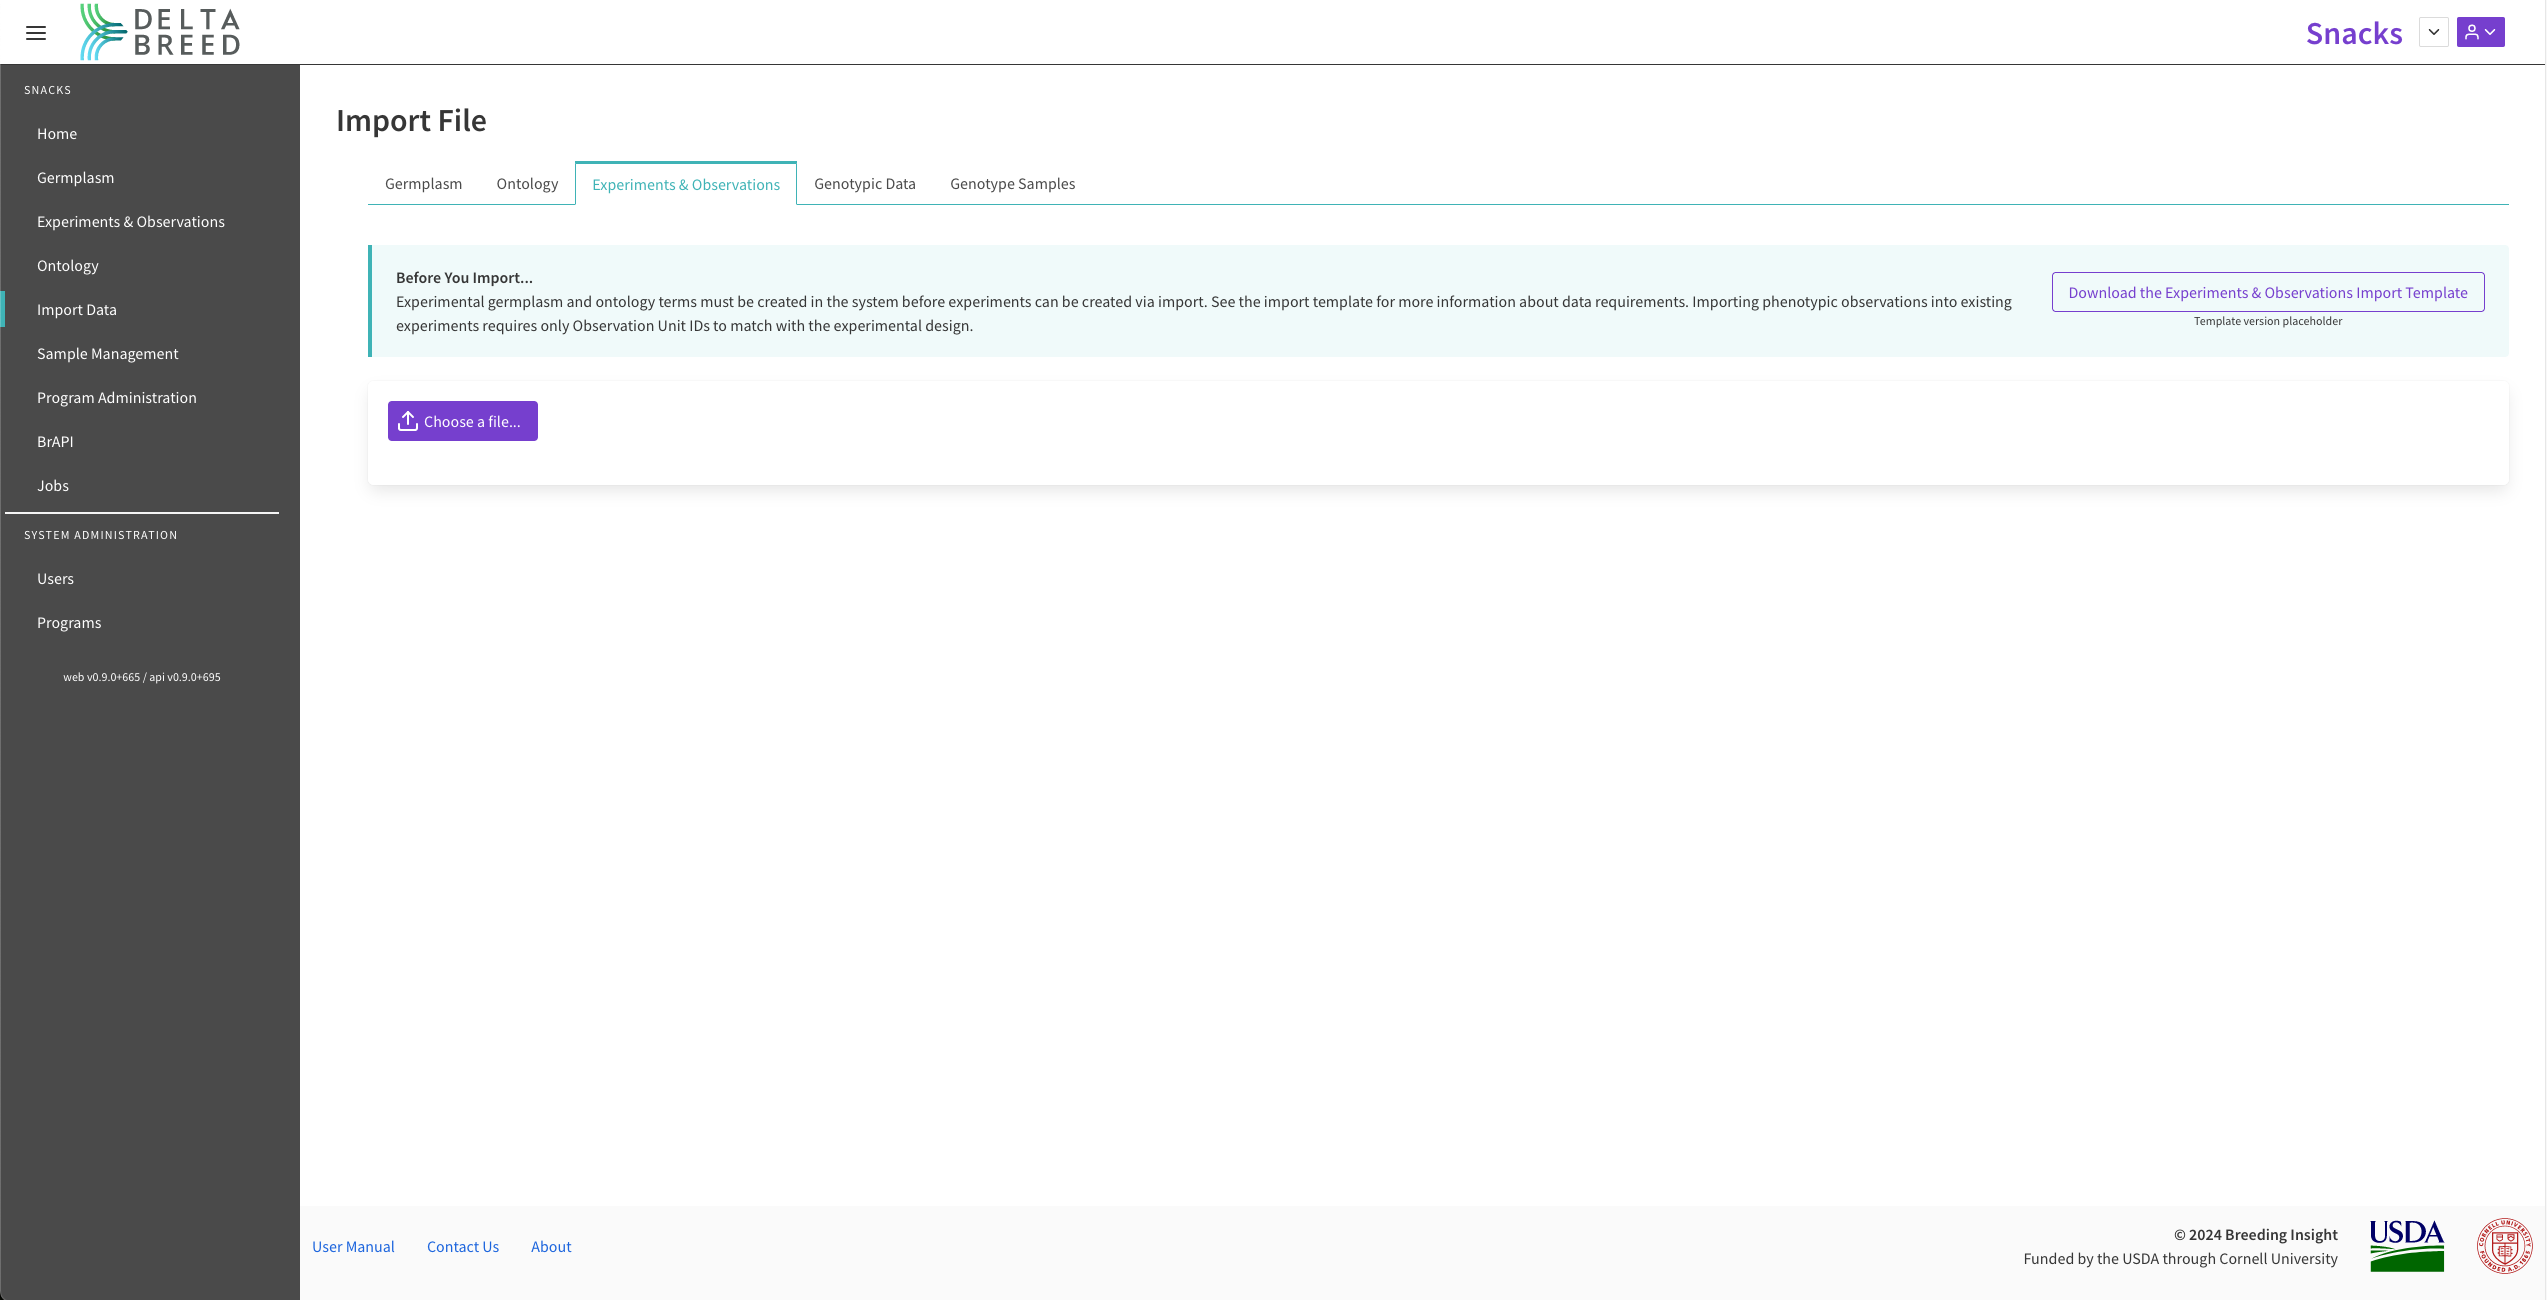 DELTA
BREED
Snacks
SNACKS
Home
Germplasm
Experiments & Observations
Ontology
Import Data
Sample Management
Program Administration
BrAPI
Jobs
SYSTEM ADMINISTRATION
Users
Programs
web v0.9.0+665 / api v0.9.0+695
Import File
Germplasm Ontology Experiments & Observations Genotypic Data Genotype Samples
Before You Import...
Experimental germplasm and ontology terms must be created in the system before experiments can be created via import. See the import template for more information about data requirements. Importing phenotypic observations into existing
experiments requires only Observation Unit IDs to match with the experimental design.
Download the Experiments & Observations Import Template
Template version placeholder
Choose a file...
User Manual Contact Us About
© 2024 Breeding Insight
Funded by the USDA through Cornell University
USDA
CORNELL UNIVERSITY
FOUNDED A.D. 1865